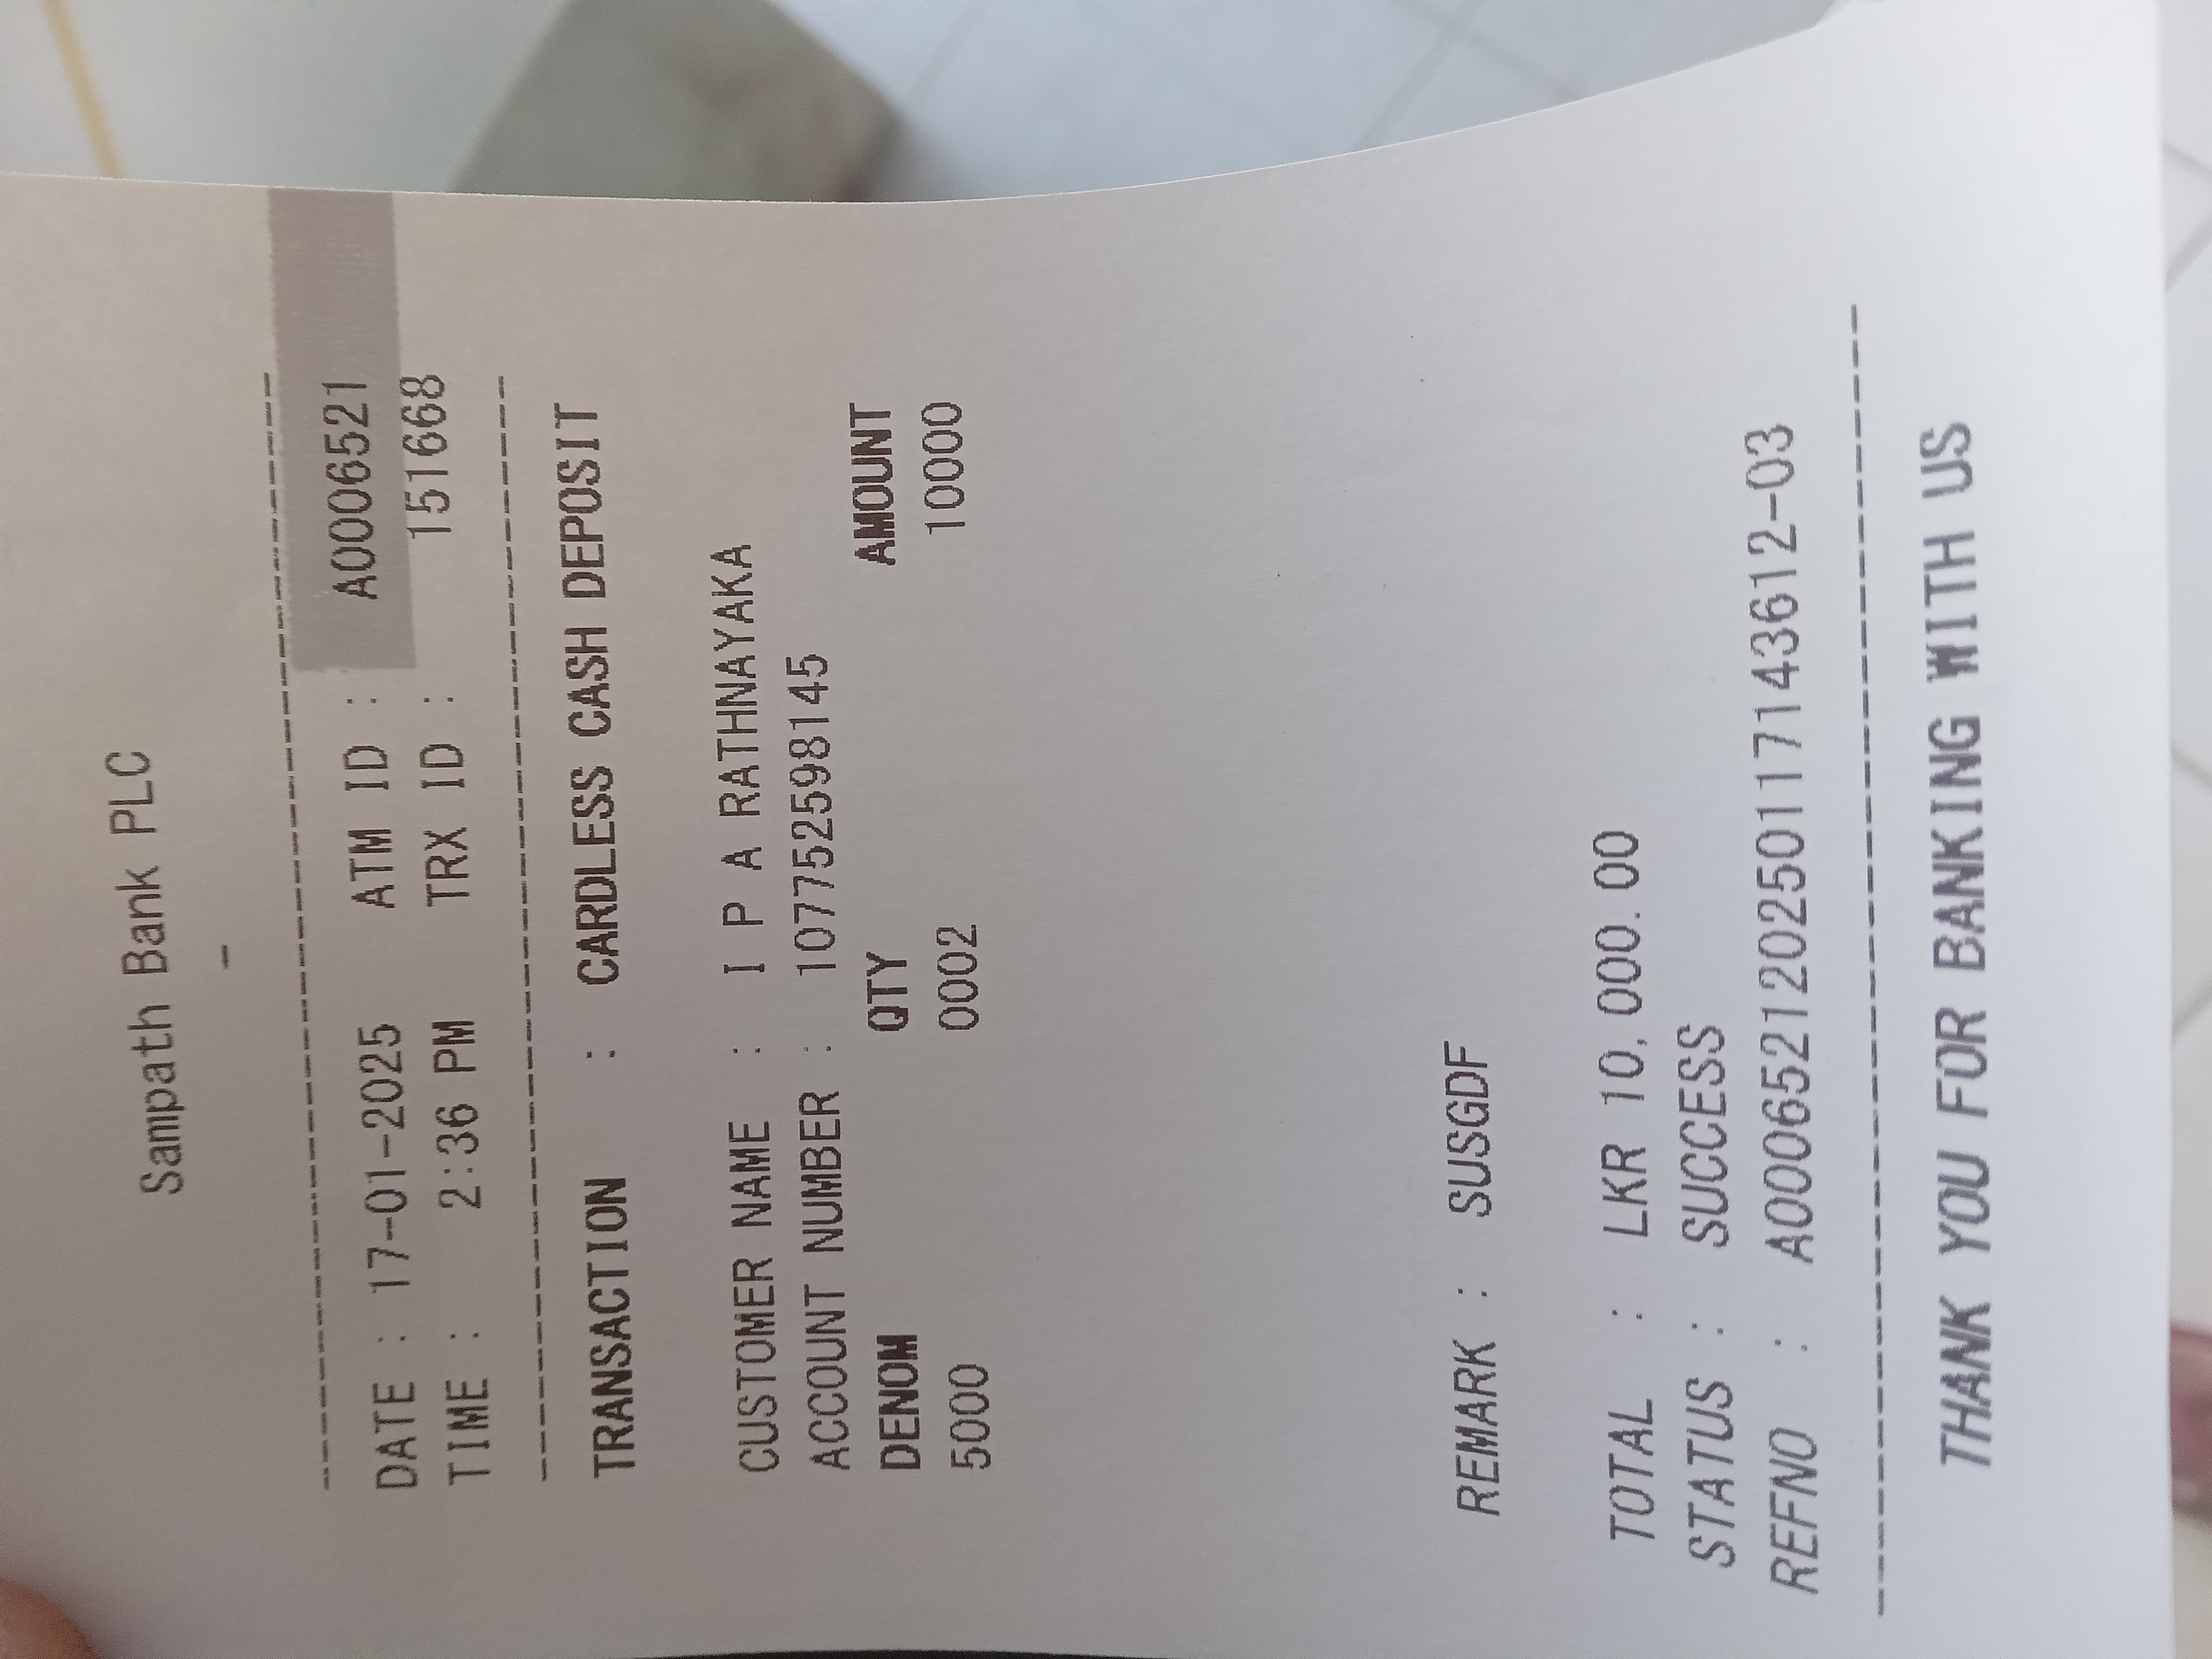 Sampath Bank PLC
-
----------------------------------------
DATE : 17-01-2025 ATM ID : A0006521
TIME : 2:36 PM TRX ID : 151668
----------------------------------------
TRANSACTION : CARDLESS CASH DEPOSIT
CUSTOMER NAME : I P A RATHNAYAKA
ACCOUNT NUMBER : 107752598145
DENOM QTY AMOUNT
5000 0002 10000
REMARK : SUSGDF
TOTAL : LKR 10,000.00
STATUS : SUCCESS
REFNO : A00065212025011714361​2-03
----------------------------------------
THANK YOU FOR BANKING WITH US